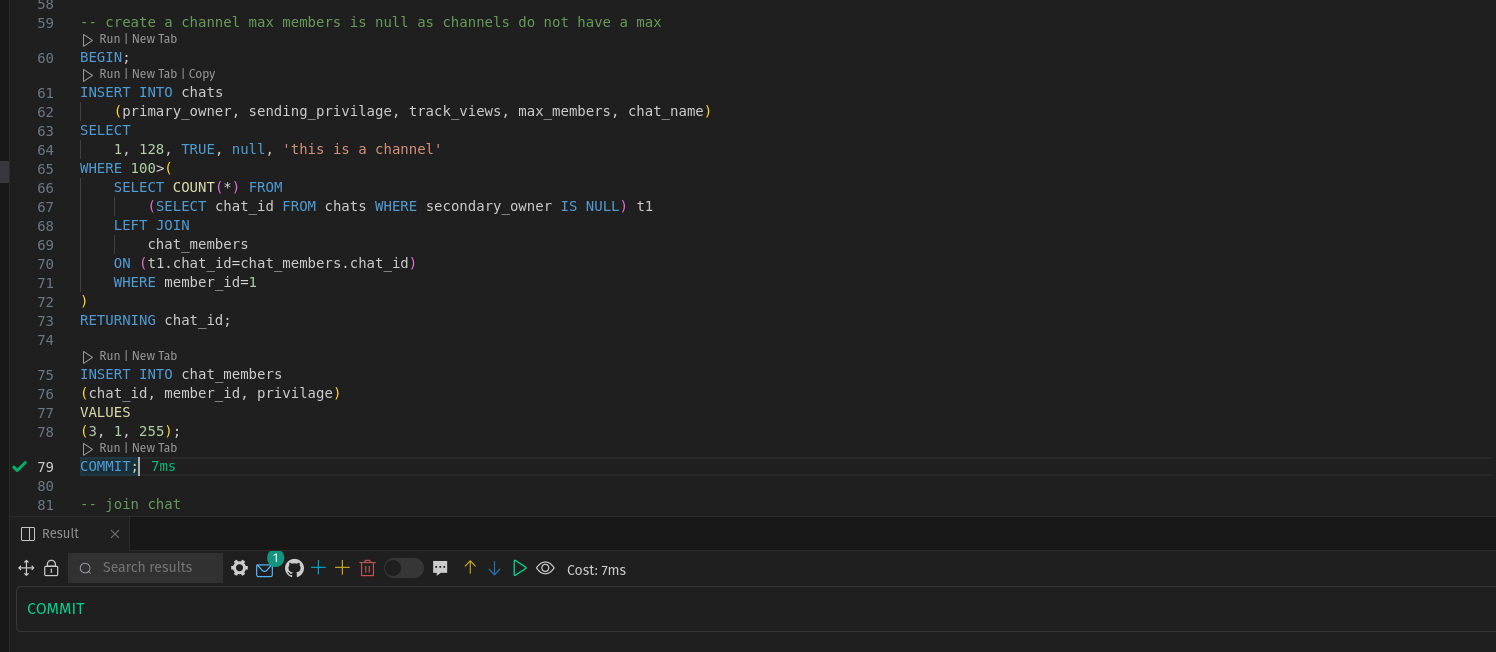 58
59 -- create a channel max members is null as channels do not have a max
Run | New Tab
60 BEGIN;
Run | New Tab | Copy
61 INSERT INTO chats
62 (primary_owner, sending_privilage, track_views, max_members, chat_name)
63 SELECT
64 1, 128, TRUE, null, 'this is a channel'
65 WHERE 100>(
66 SELECT COUNT(*) FROM
67 (SELECT chat_id FROM chats WHERE secondary_owner IS NULL) t1
68 LEFT JOIN
69 chat_members
70 ON (t1.chat_id=chat_members.chat_id)
71 WHERE member_id=1
72 )
73 RETURNING chat_id;
74
Run | New Tab
75 INSERT INTO chat_members
76 (chat_id, member_id, privilage)
77 VALUES
78 (3, 1, 255);
Run | New Tab
79 COMMIT; 7ms
80
81 -- join chat
Result
Search results 1 Cost: 7ms
COMMIT